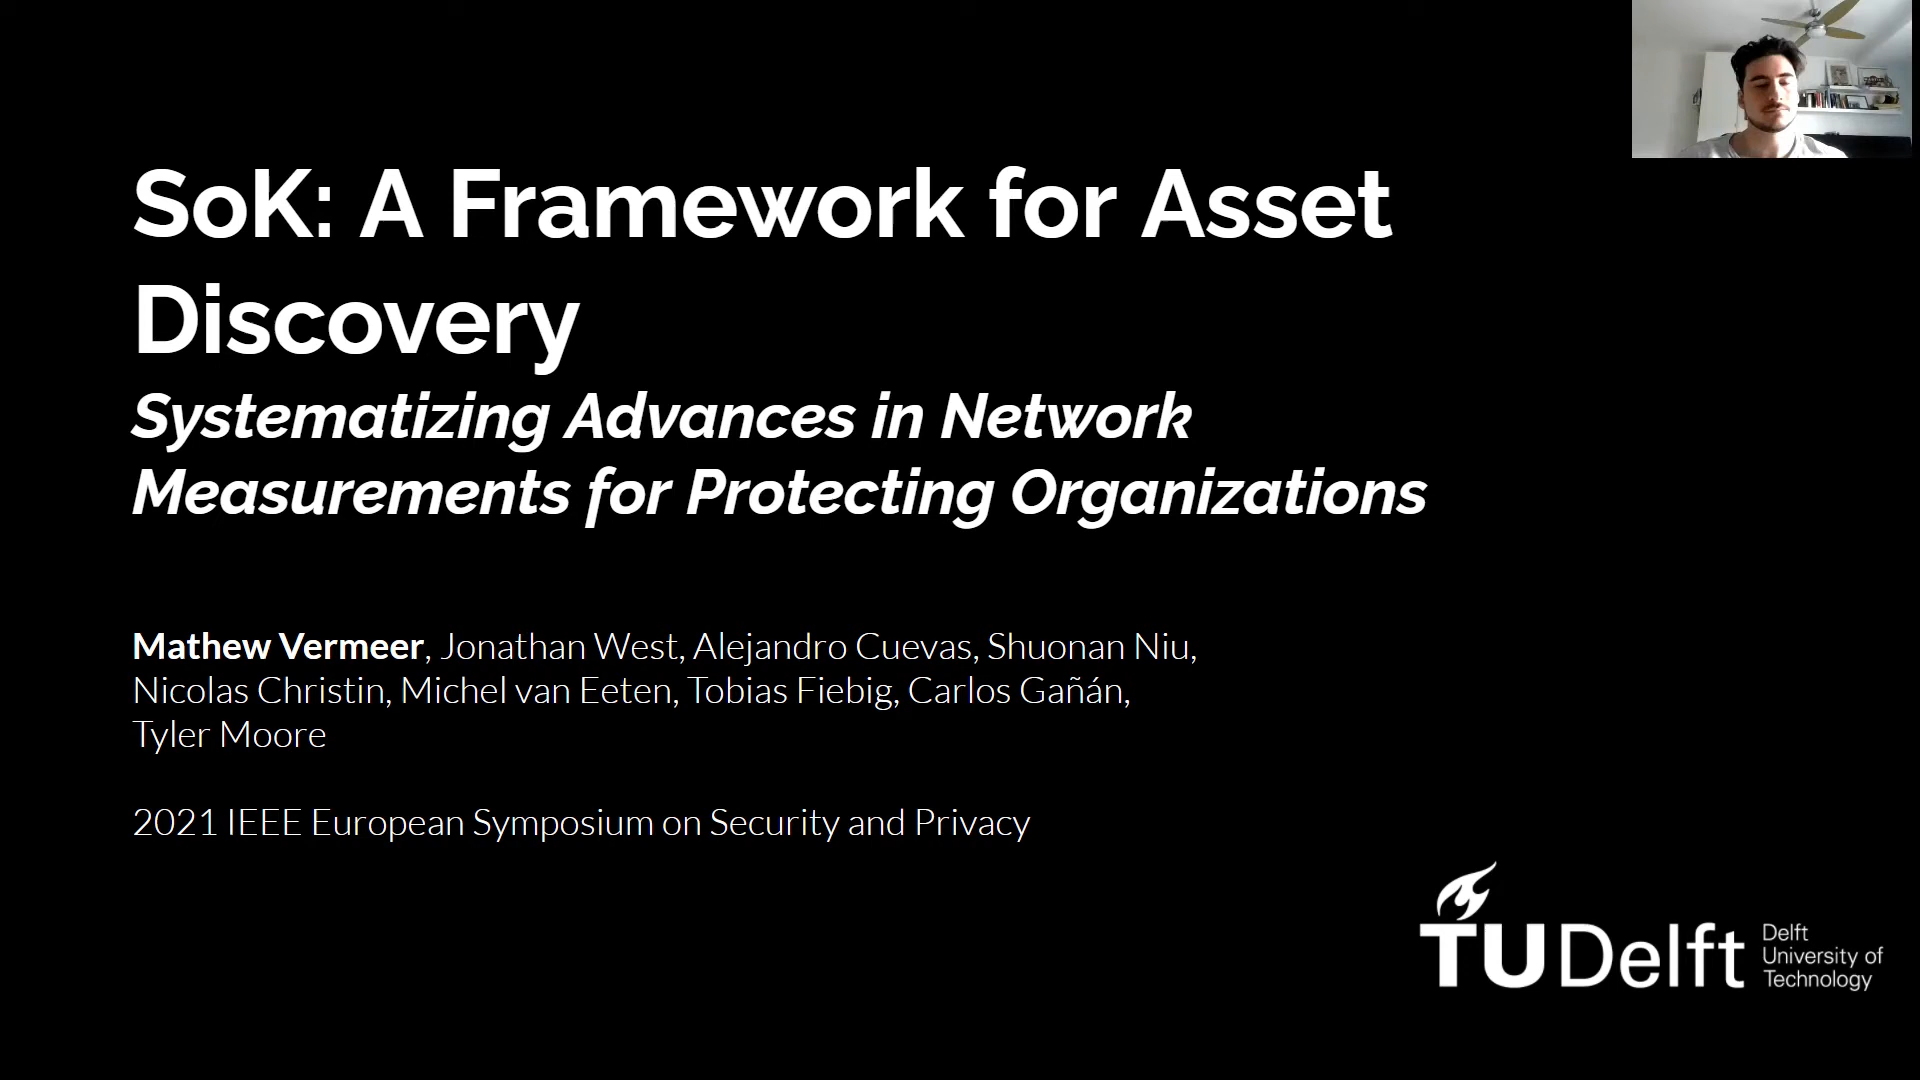 SoK: A Framework for Asset
Discovery
Systematizing Advances in Network
Measurements for Protecting Organizations
Mathew Vermeer, Jonathan West, Alejandro Cuevas, Shuonan Niu,
Nicolas Christin, Michel van Eeten, Tobias Fiebig, Carlos Gañán,
Tyler Moore
2021 IEEE European Symposium on Security and Privacy
TU Delft
Delft
University of
Technology